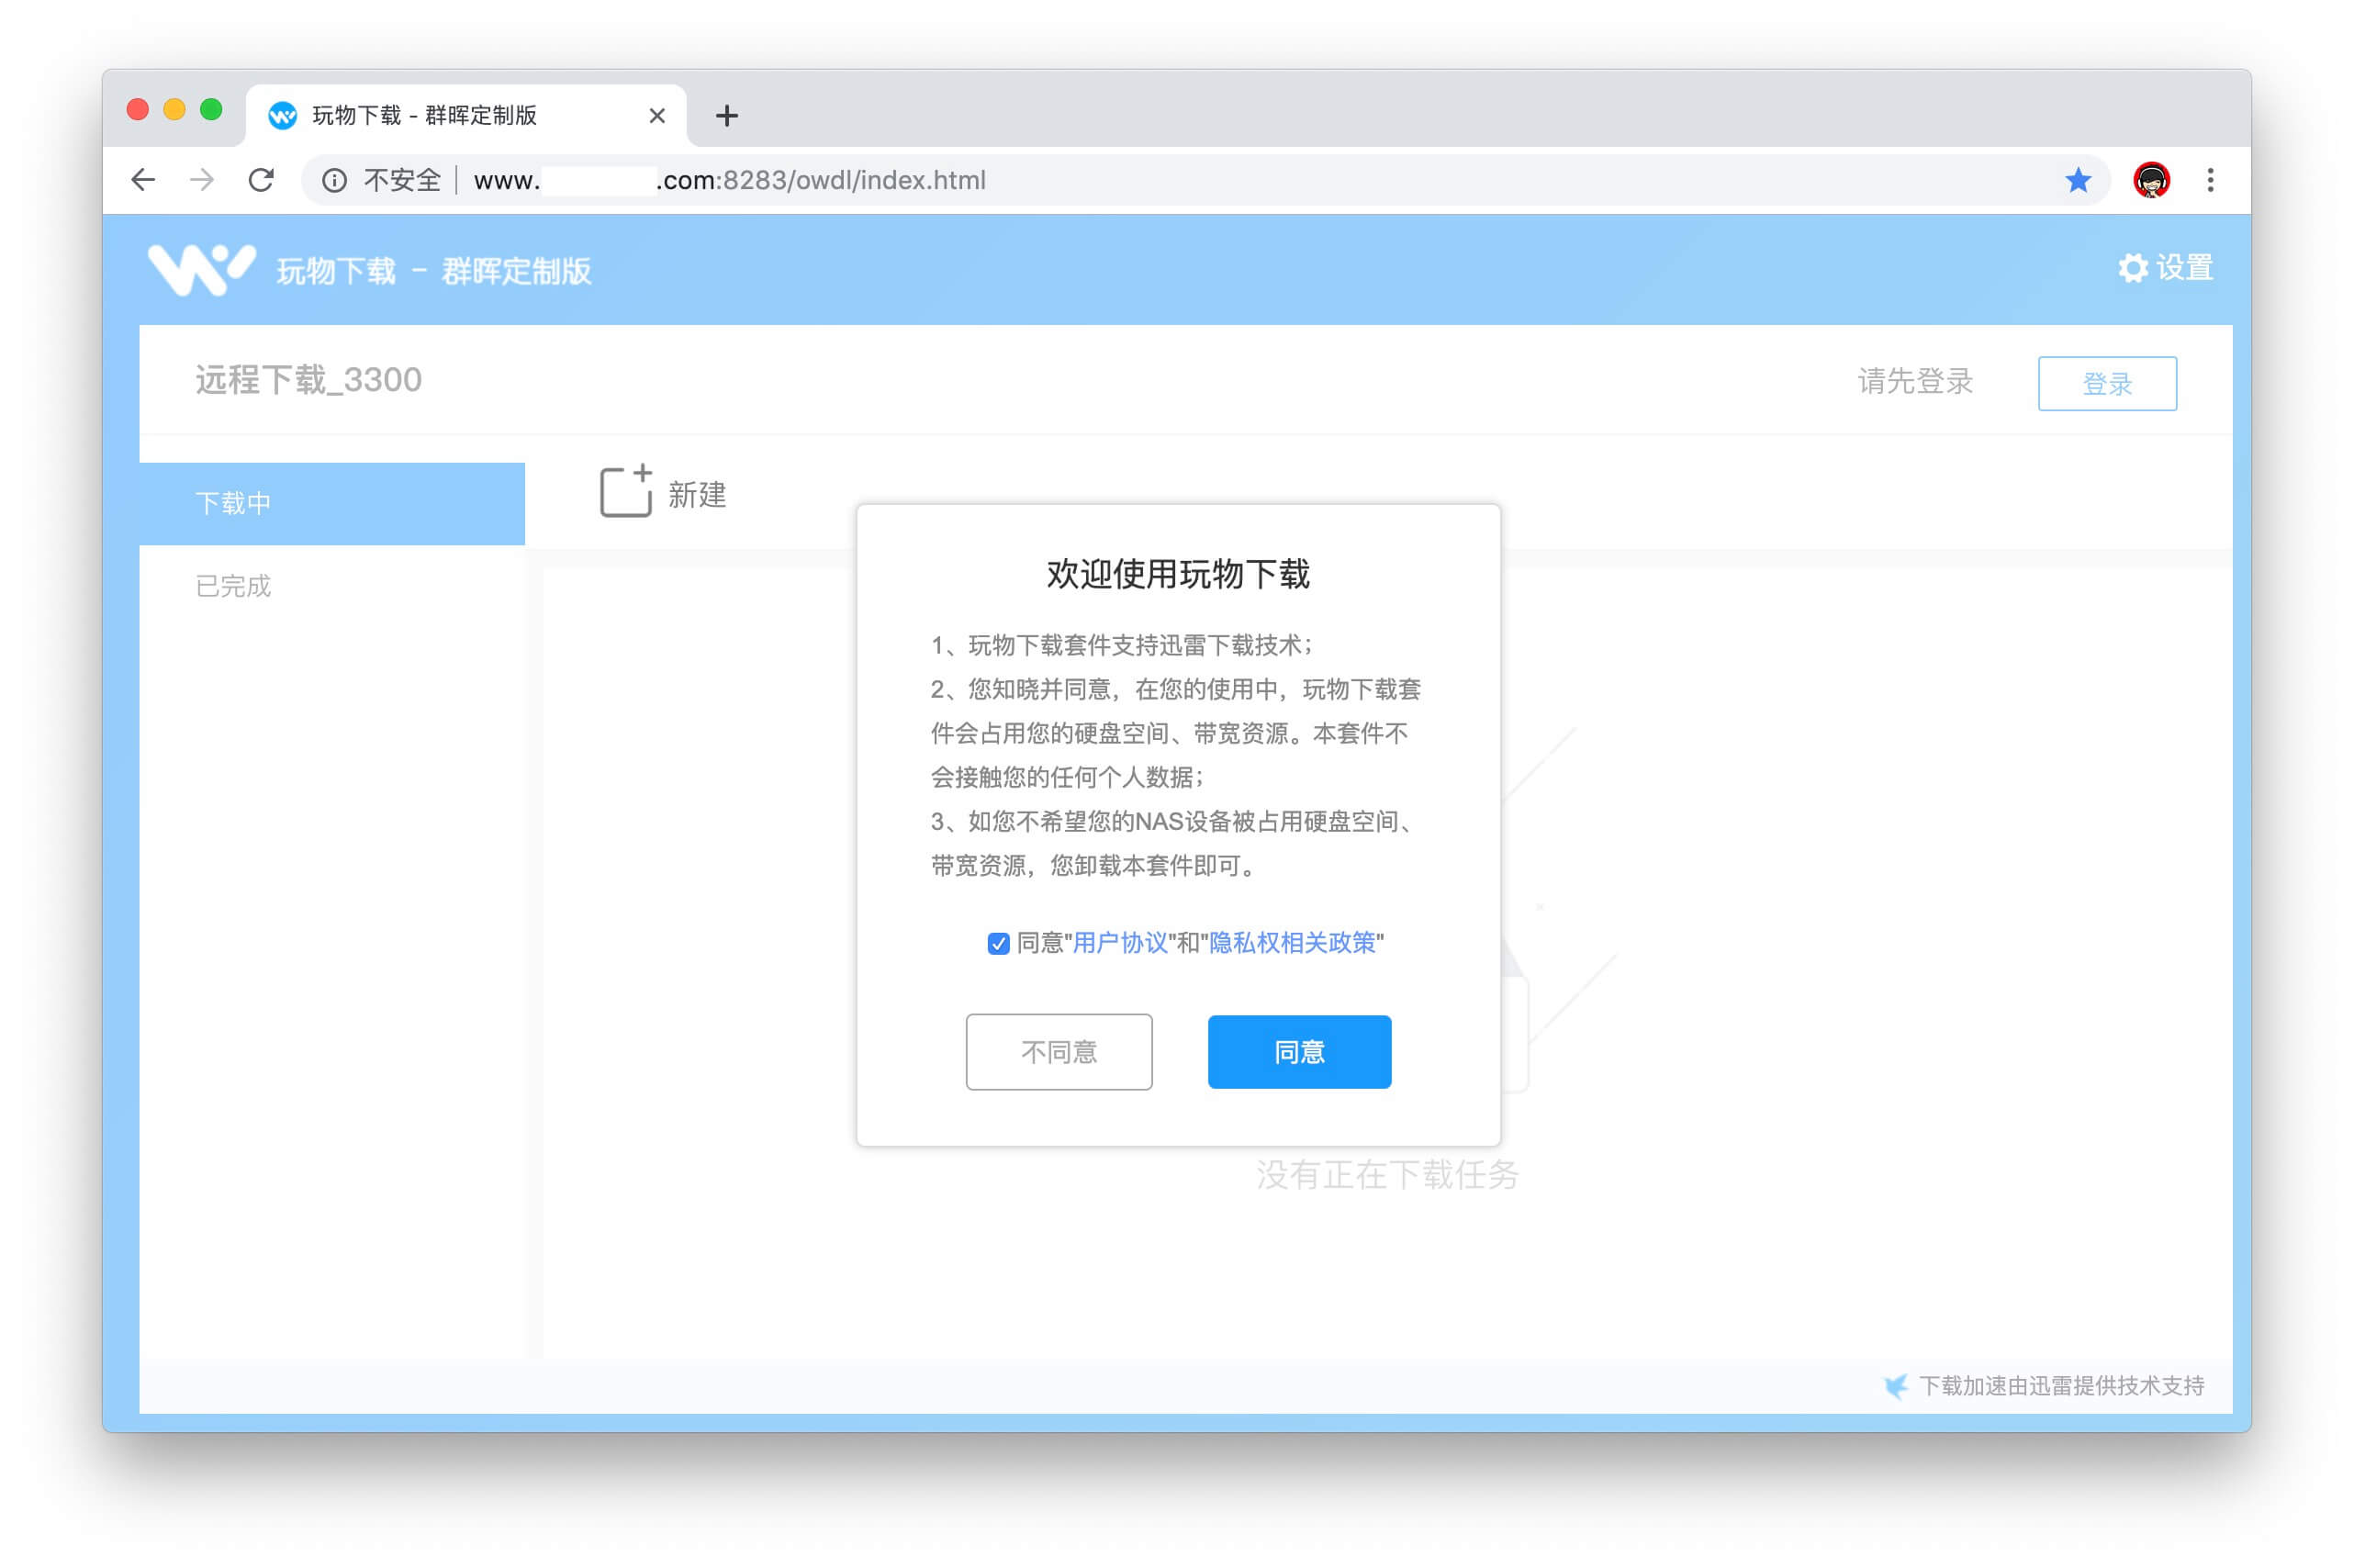 玩物下载 - 群晖定制版
不安全 www. .com:8283/owdl/index.html
玩物下载 - 群晖定制版
设置
远程下载_3300
请先登录
登录
下载中
新建
已完成
欢迎使用玩物下载
1、玩物下载套件支持迅雷下载技术；
2、您知晓并同意，在您的使用中，玩物下载套
件会占用您的硬盘空间、带宽资源。本套件不
会接触您的任何个人数据；
3、如您不希望您的NAS设备被占用硬盘空间、
带宽资源，您卸载本套件即可。
同意"用户协议"和"隐私权相关政策"
不同意
同意
没有正在下载任务
下载加速由迅雷提供技术支持